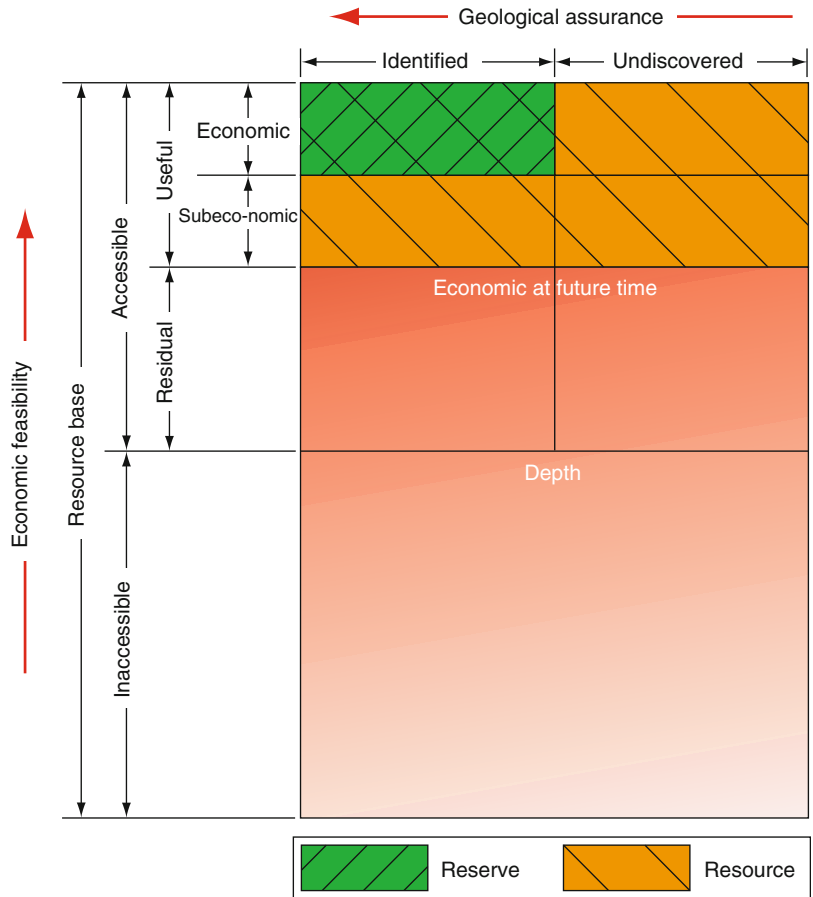 Geological assurance
Identified
Undiscovered
Economic
Subeco-nomic
Useful
Accessible
Residual
Economic feasibility
Resource base
Inaccessible
Economic at future time
Depth
Reserve
Resource